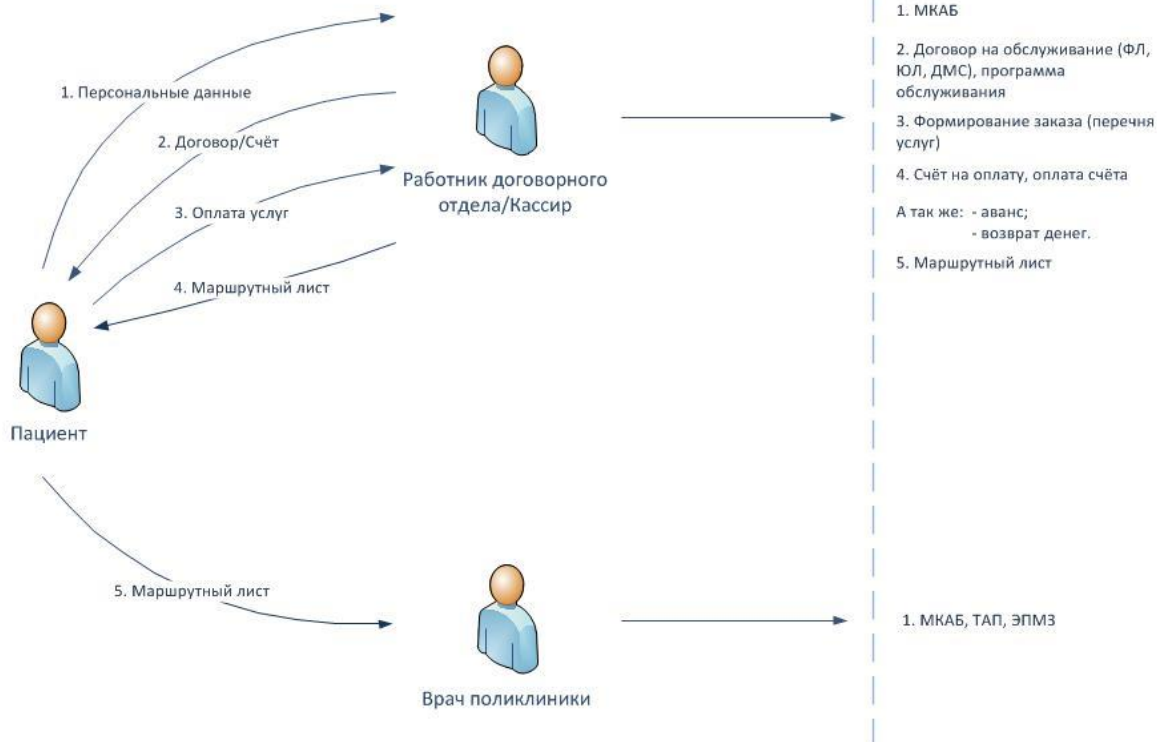 1. Персональные данные
2. Договор/Счёт
3. Оплата услуг
4. Маршрутный лист
Работник договорного
отдела/Кассир
Пациент
5. Маршрутный лист
Врач поликлиники
1. МКАБ
2. Договор на обслуживание (ФЛ,
ЮЛ, ДМС), программа
обслуживания
3. Формирование заказа (перечня
услуг)
4. Счёт на оплату, оплата счёта
А так же: - аванс;
- возврат денег.
5. Маршрутный лист
1. МКАБ, ТАП, ЭПМЗ